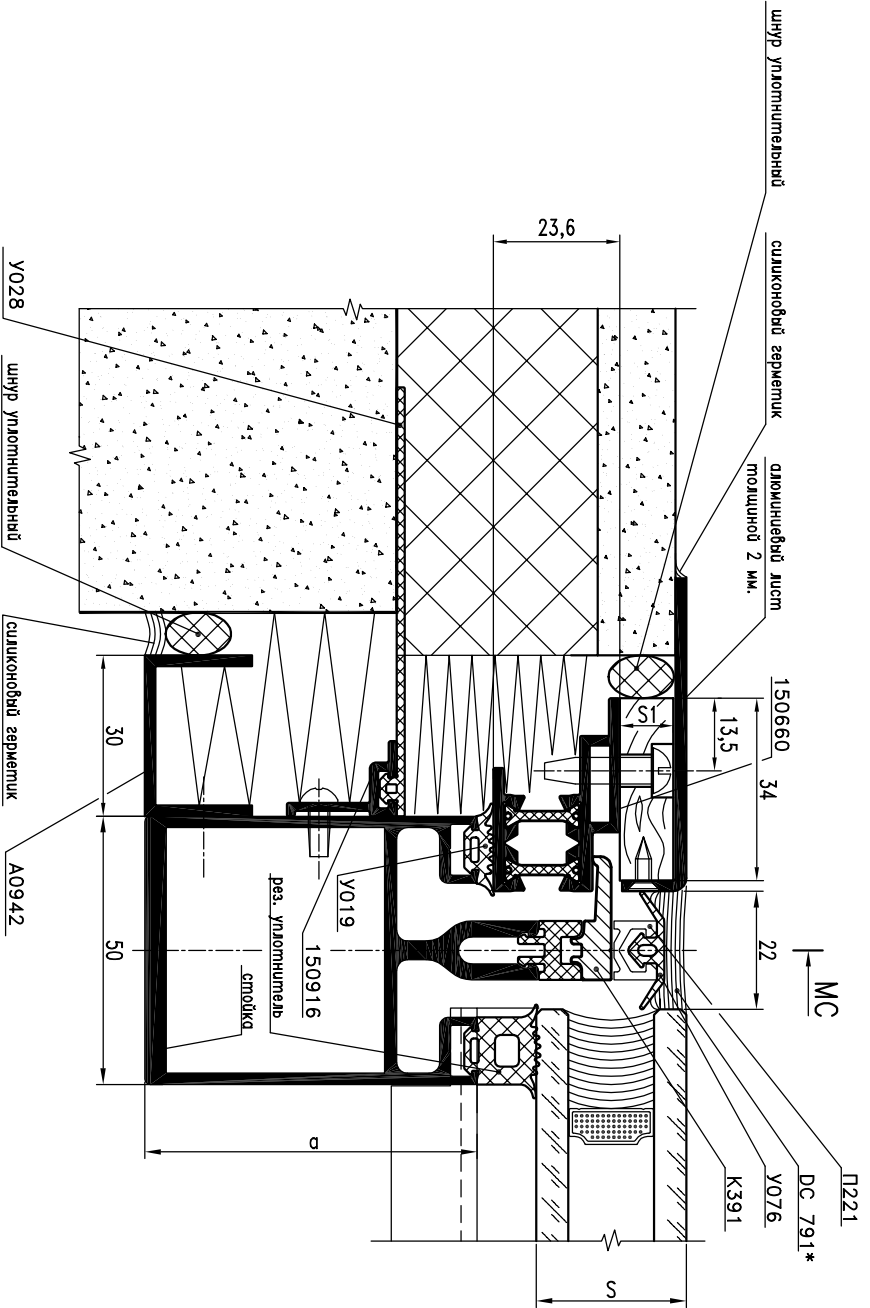 шнур уплотнительный
силиконовый герметик
алюминиевый лист
толщиной 2 мм.
150660
34
13,5
S1
23,6
22
МС
П221
DC 791*
У076
К391
S
У028
шнур уплотнительный
силиконовый герметик
А0942
30
50
У019
150916
рез. уплотнитель
стойка
а